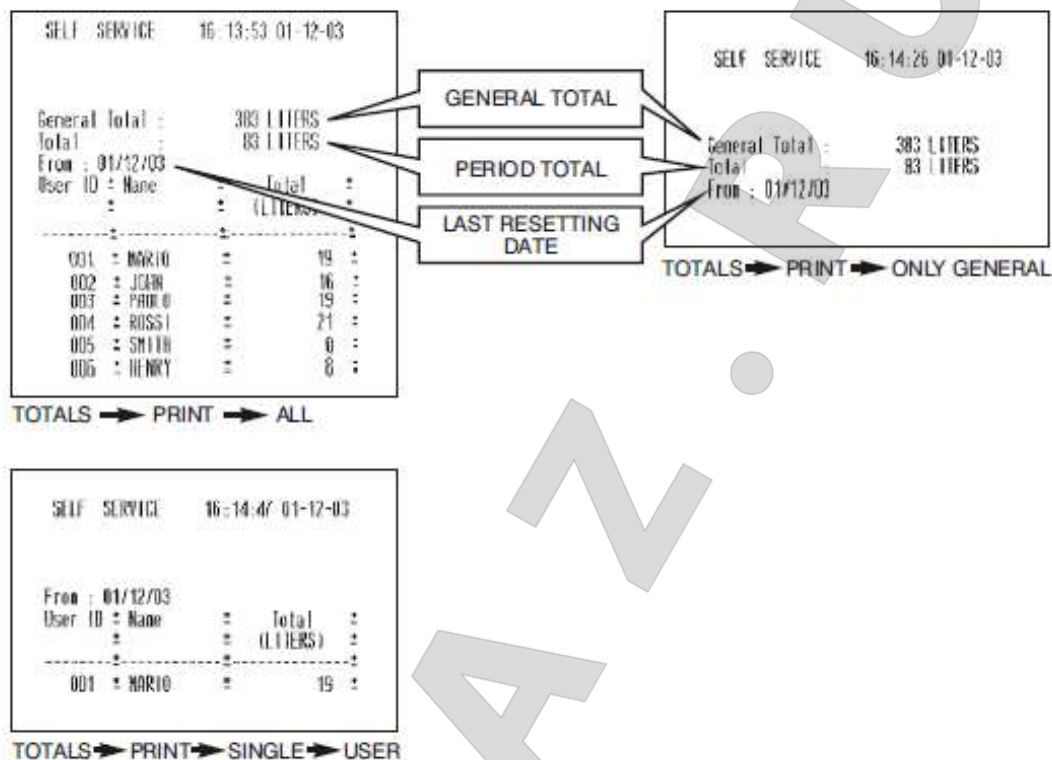 SELF SERVICE 16:13:53 01-12-03
General Total : 383 LITERS
Total : 83 LITERS
From : 01/12/03
User ID Name Total
(LITERS)
001 MARIO 19
002 JOHN 16
003 PAOLO 19
004 ROSSI 21
005 SMITH 0
006 HENRY 8
TOTALS PRINT ALL
GENERAL TOTAL
PERIOD TOTAL
LAST RESETTING
DATE
SELF SERVICE 16:14:26 01-12-03
General Total : 383 LITERS
Total 83 LITERS
From : 01/12/03
TOTALS PRINT ONLY GENERAL
SELF SERVICE 16:14:47 01-12-03
From : 01/12/03
User ID Name Total
(LITERS)
001 MARIO 19
TOTALS PRINT SINGLE USER